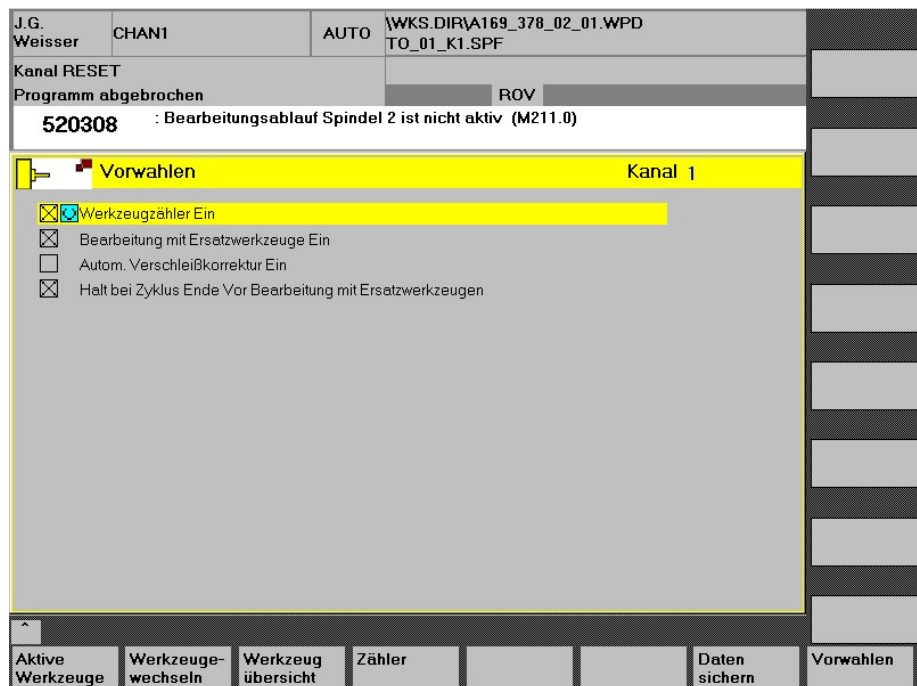 J.G.
Weisser
CHAN1
AUTO
\WKS.DIR\A169_378_02_01.WPD
TO_01_K1.SPF
Kanal RESET
Programm abgebrochen
ROV
520308 : Bearbeitungsablauf Spindel 2 ist nicht aktiv (M211.0)
Vorwahlen Kanal 1
Werkzeugzähler Ein
Bearbeitung mit Ersatzwerkzeuge Ein
Autom. Verschleißkorrektur Ein
Halt bei Zyklus Ende Vor Bearbeitung mit Ersatzwerkzeugen
^
Aktive
Werkzeuge
Werkzeuge-
wechseln
Werkzeug
übersicht
Zähler
Daten
sichern
Vorwahlen